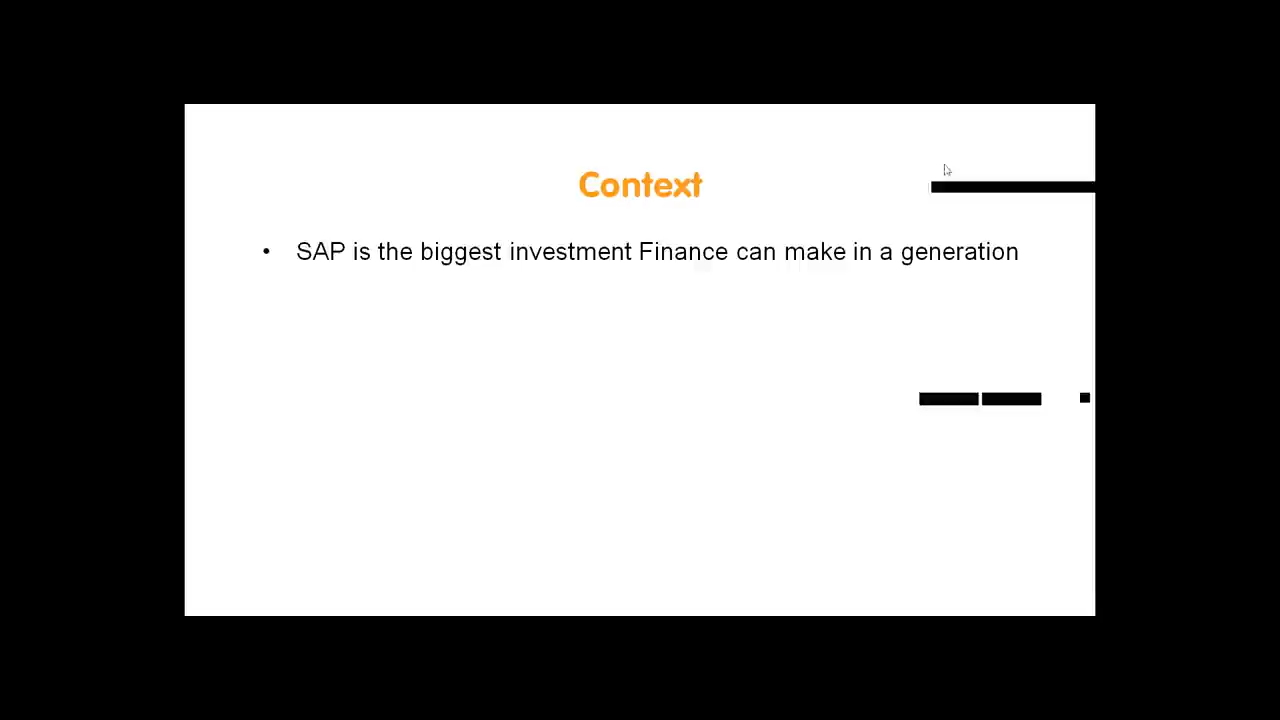 Context
• SAP is the biggest investment Finance can make in a generation